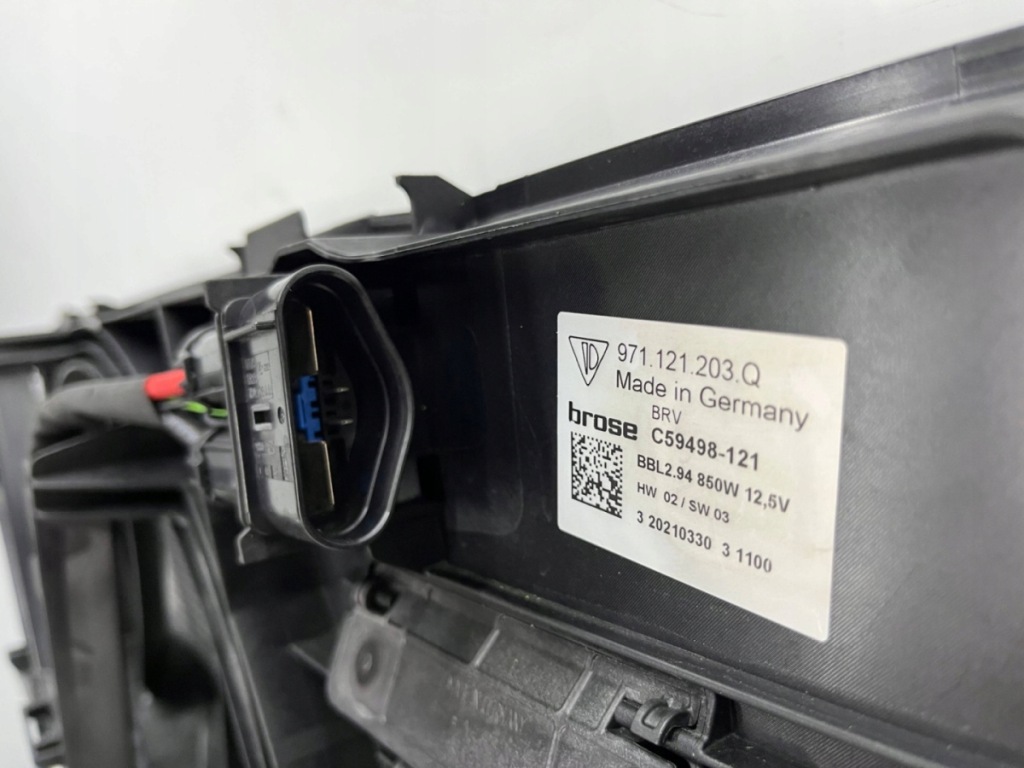 971.121.203.Q
Made in Germany
BRV
brose C59498-121
BBL2.94 850W 12,5V
HW 02 / SW 03
3 20210330 3 1100